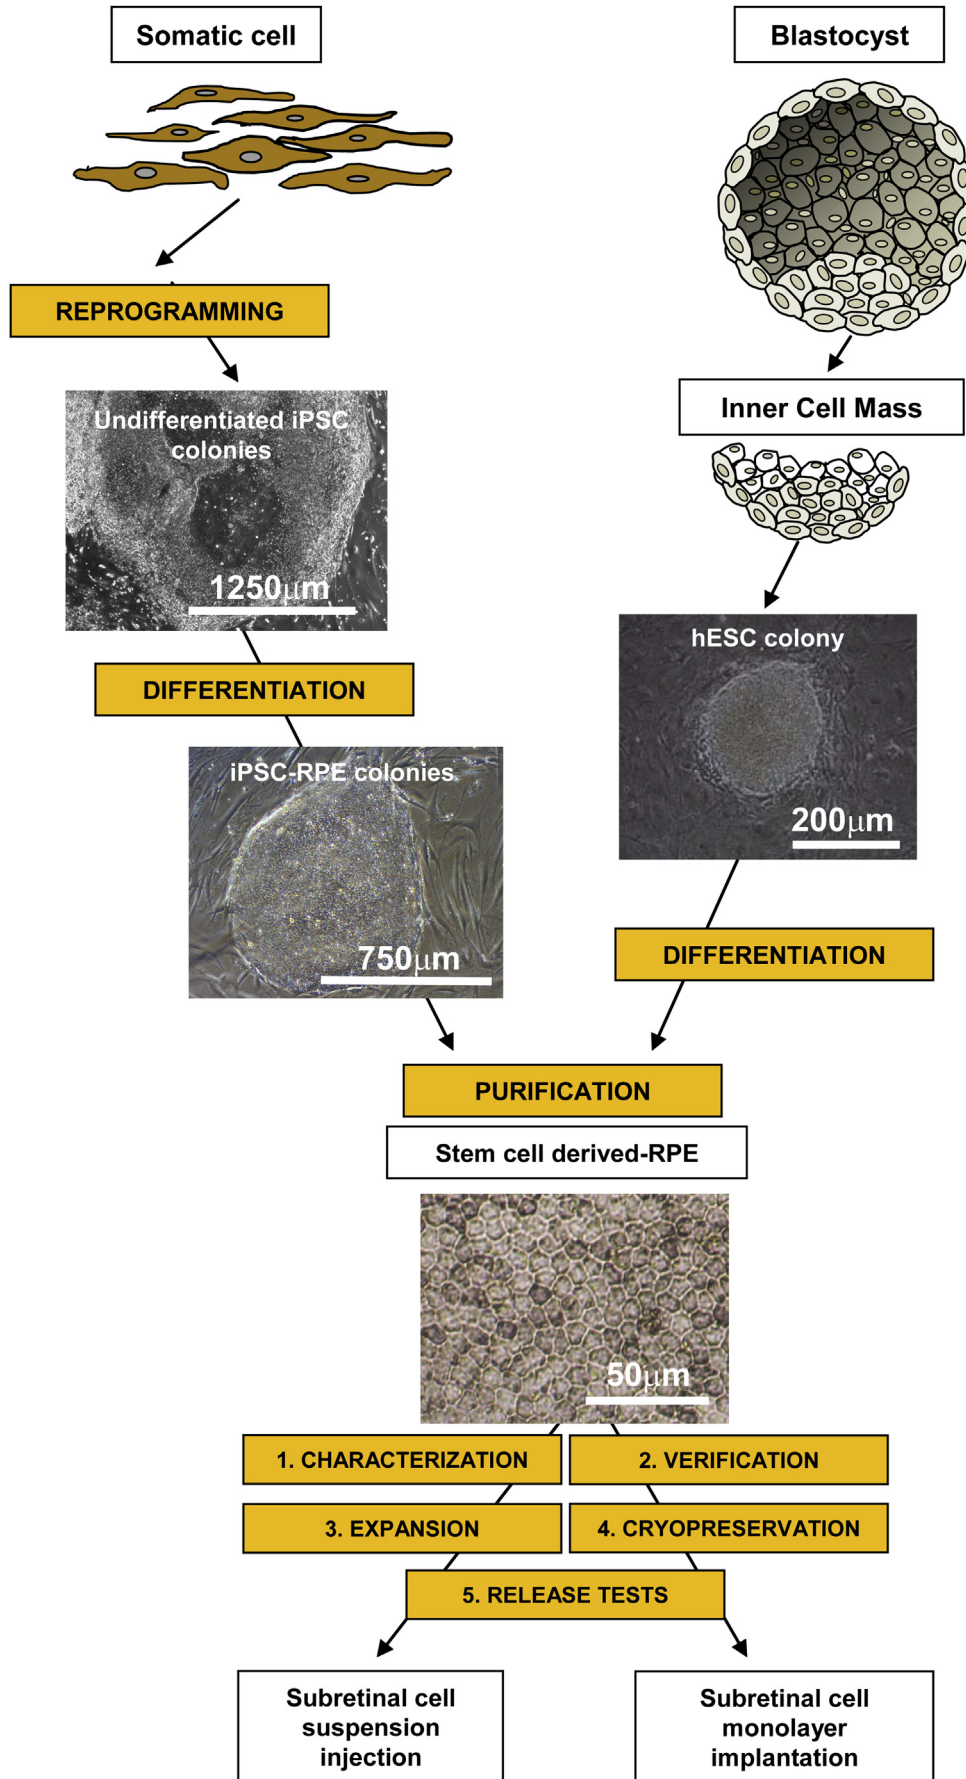 Somatic cell
Blastocyst
REPROGRAMMING
Undifferentiated iPSC
colonies
1250μm
Inner Cell Mass
hESC colony
200μm
DIFFERENTIATION
iPSC-RPE colonies
750μm
DIFFERENTIATION
PURIFICATION
Stem cell derived-RPE
50μm
1. CHARACTERIZATION
2. VERIFICATION
3. EXPANSION
4. CRYOPRESERVATION
5. RELEASE TESTS
Subretinal cell
suspension
injection
Subretinal cell
monolayer
implantation